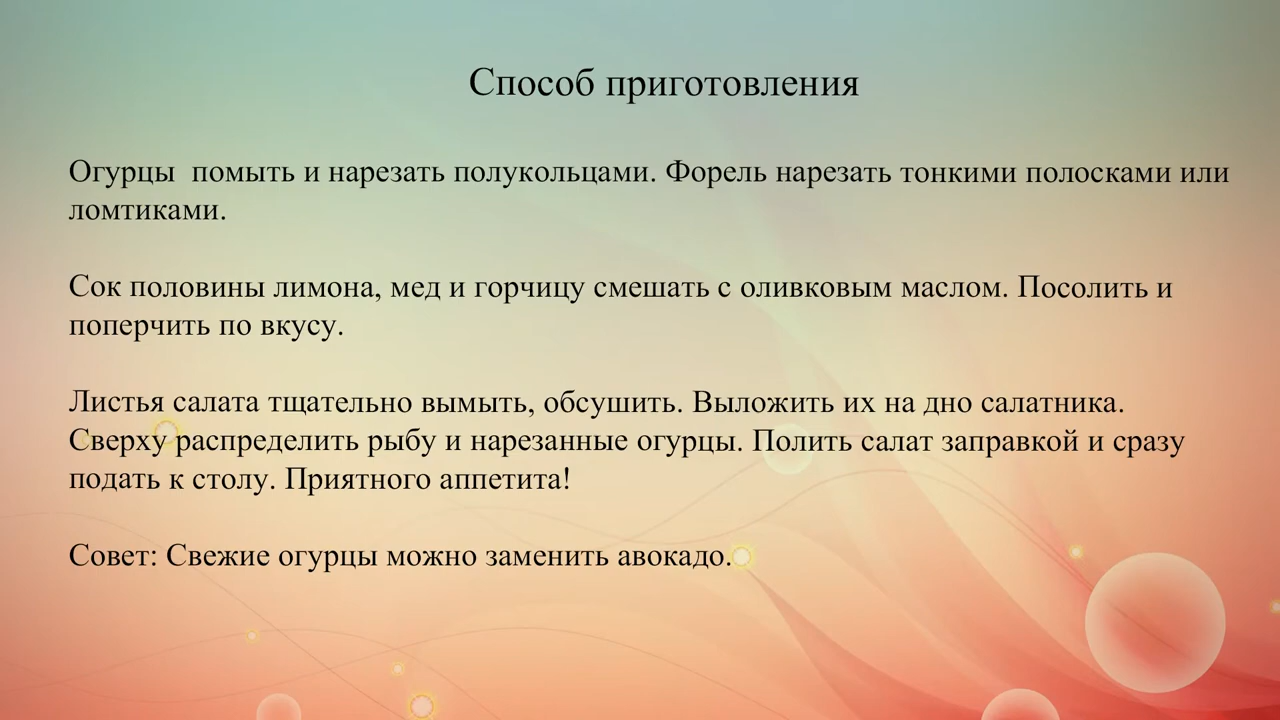 Способ приготовления
Огурцы  помыть и нарезать полукольцами. Форель нарезать тонкими полосками или
ломтиками.
Сок половины лимона, мед и горчицу смешать с оливковым маслом. Посолить и
поперчить по вкусу.
Листья салата тщательно вымыть, обсушить. Выложить их на дно салатника.
Сверху распределить рыбу и нарезанные огурцы. Полить салат заправкой и сразу
подать к столу. Приятного аппетита!
Совет: Свежие огурцы можно заменить авокадо.